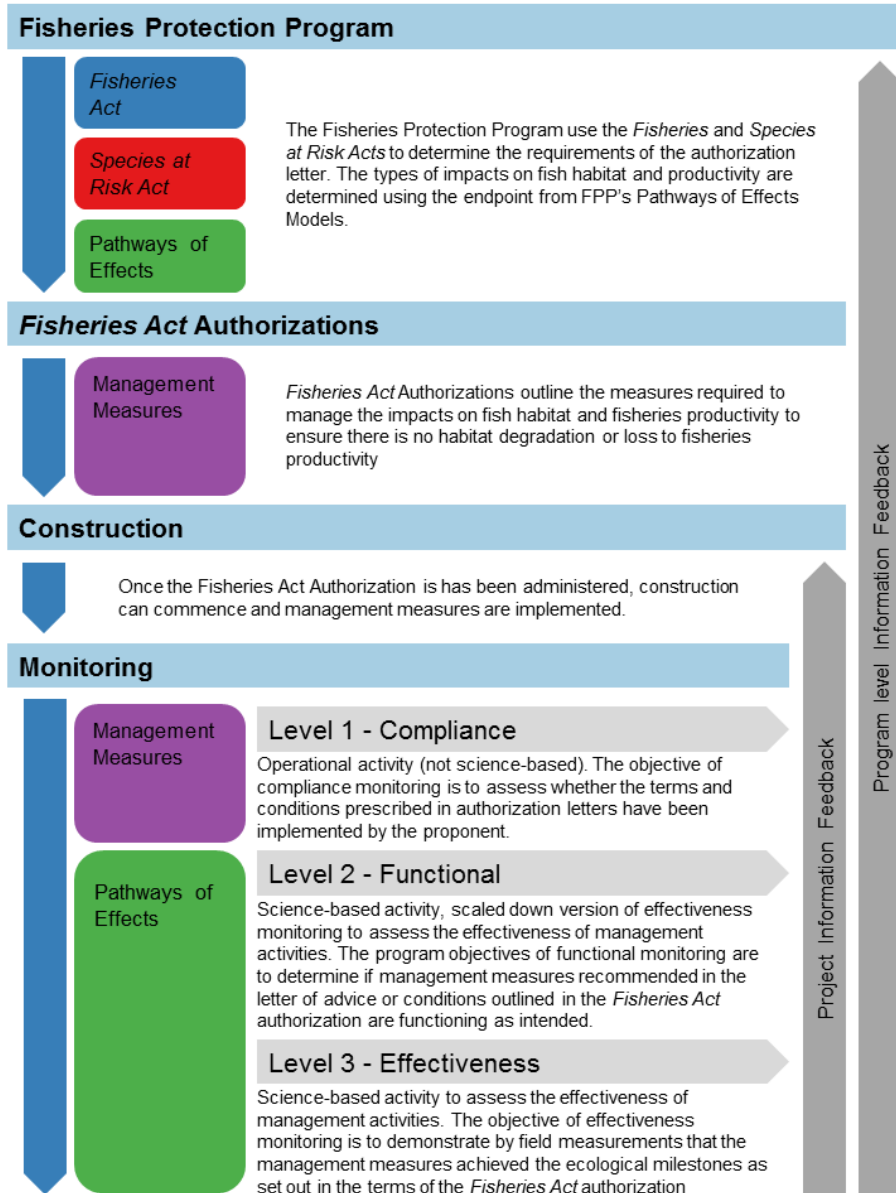 Fisheries Protection Program
Fisheries
Act
Species at
Risk Act
Pathways of
Effects
The Fisheries Protection Program use the Fisheries and Species
at Risk Acts to determine the requirements of the authorization
letter. The types of impacts on fish habitat and productivity are
determined using the endpoint from FPP's Pathways of Effects
Models.
Fisheries Act Authorizations
Management
Measures
Fisheries Act Authorizations outline the measures required to
manage the impacts on fish habitat and fisheries productivity to
ensure there is no habitat degradation or loss to fisheries
productivity
Construction
Once the Fisheries Act Authorization is has been administered, construction
can commence and management measures are implemented.
Monitoring
Management
Measures
Level 1 - Compliance
Operational activity (not science-based). The objective of
compliance monitoring is to assess whether the terms and
conditions prescribed in authorization letters have been
implemented by the proponent.
Pathways of
Effects
Level 2 - Functional
Science-based activity, scaled down version of effectiveness
monitoring to assess the effectiveness of management
activities. The program objectives of functional monitoring are
to determine if management measures recommended in the
letter of advice or conditions outlined in the Fisheries Act
authorization are functioning as intended.
Level 3 - Effectiveness
Science-based activity to assess the effectiveness of
management activities. The objective of effectiveness
monitoring is to demonstrate by field measurements that the
management measures achieved the ecological milestones as
set out in the terms of the Fisheries Act authorization
Project Information Feedback
Program level Information Feedback